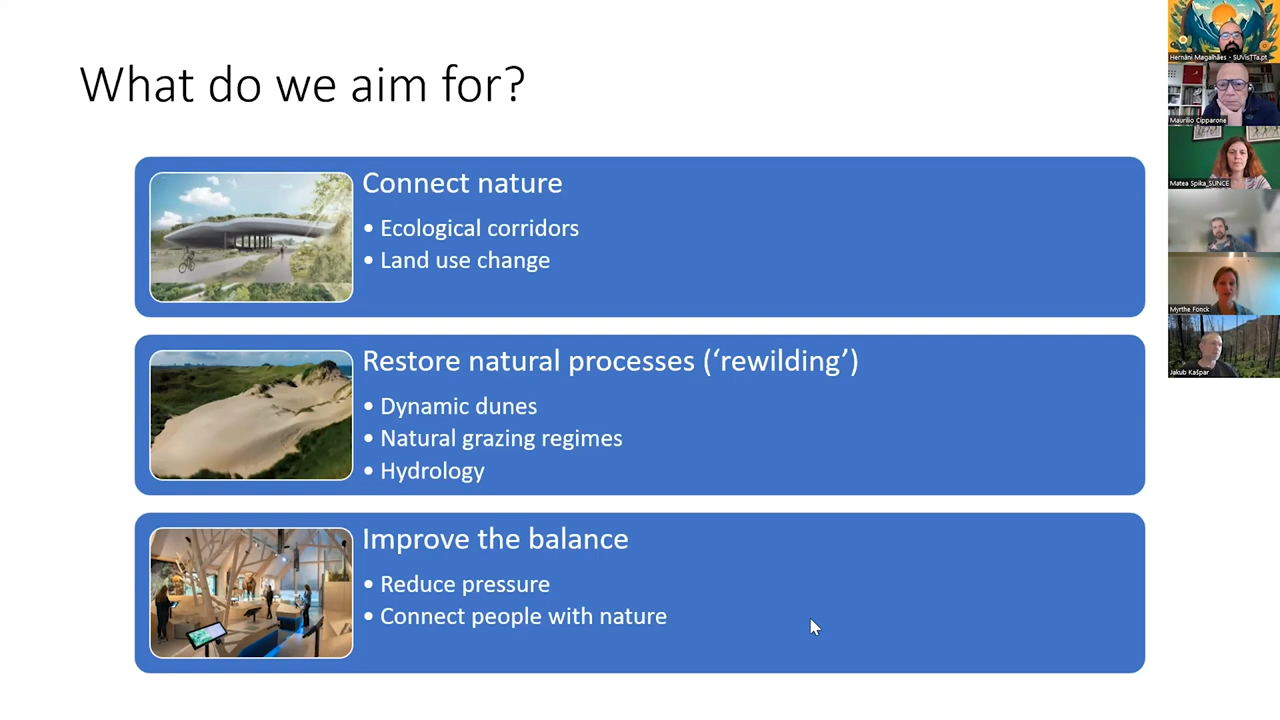 What do we aim for?
Connect nature
• Ecological corridors
• Land use change
Restore natural processes (‘rewilding’)
• Dynamic dunes
• Natural grazing regimes
• Hydrology
Improve the balance
• Reduce pressure
• Connect people with nature
Hernâni Magalhães - SUVisTTa.pt
Maurilio Cipparone
Matea Spika_SUNCE
Myrthe Fonck
Jakub Kašpar